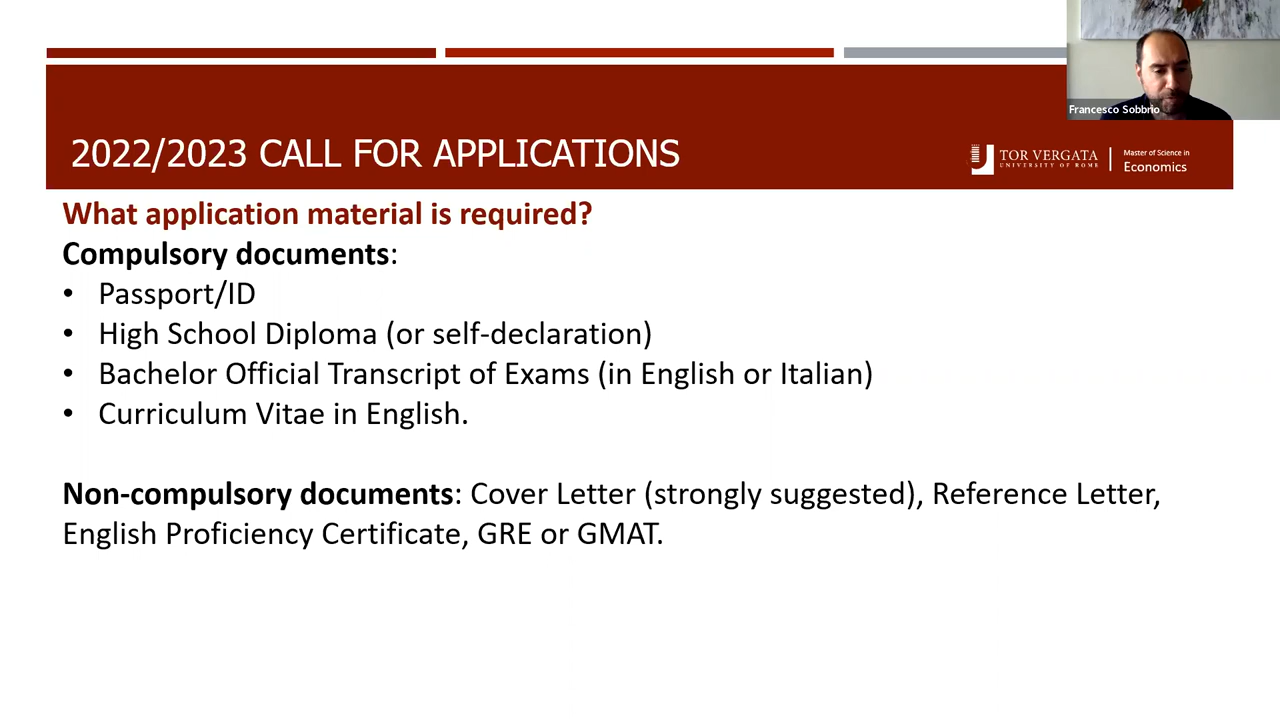 Francesco Sobbrio
2022/2023 CALL FOR APPLICATIONS
TOR VERGATA
UNIVERSITY OF ROME
Master of Science in
Economics
What application material is required?
Compulsory documents:
• Passport/ID
• High School Diploma (or self-declaration)
• Bachelor Official Transcript of Exams (in English or Italian)
• Curriculum Vitae in English.
Non-compulsory documents: Cover Letter (strongly suggested), Reference Letter,
English Proficiency Certificate, GRE or GMAT.